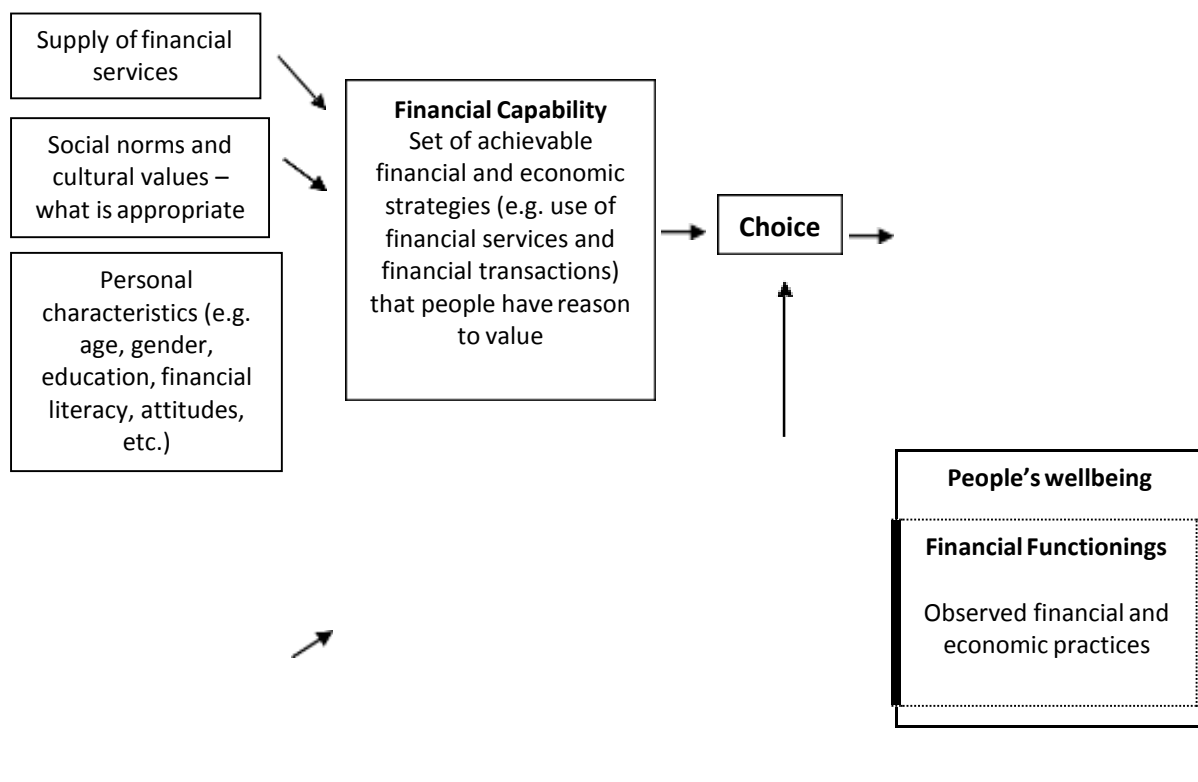 Supply of financial
services
Social norms and
cultural values –
what is appropriate
Personal
characteristics (e.g.
age, gender,
education, financial
literacy, attitudes,
etc.)
Financial Capability
Set of achievable
financial and economic
strategies (e.g. use of
financial services and
financial transactions)
that people have reason
to value
Choice
People’s wellbeing
Financial Functionings
Observed financial and
economic practices